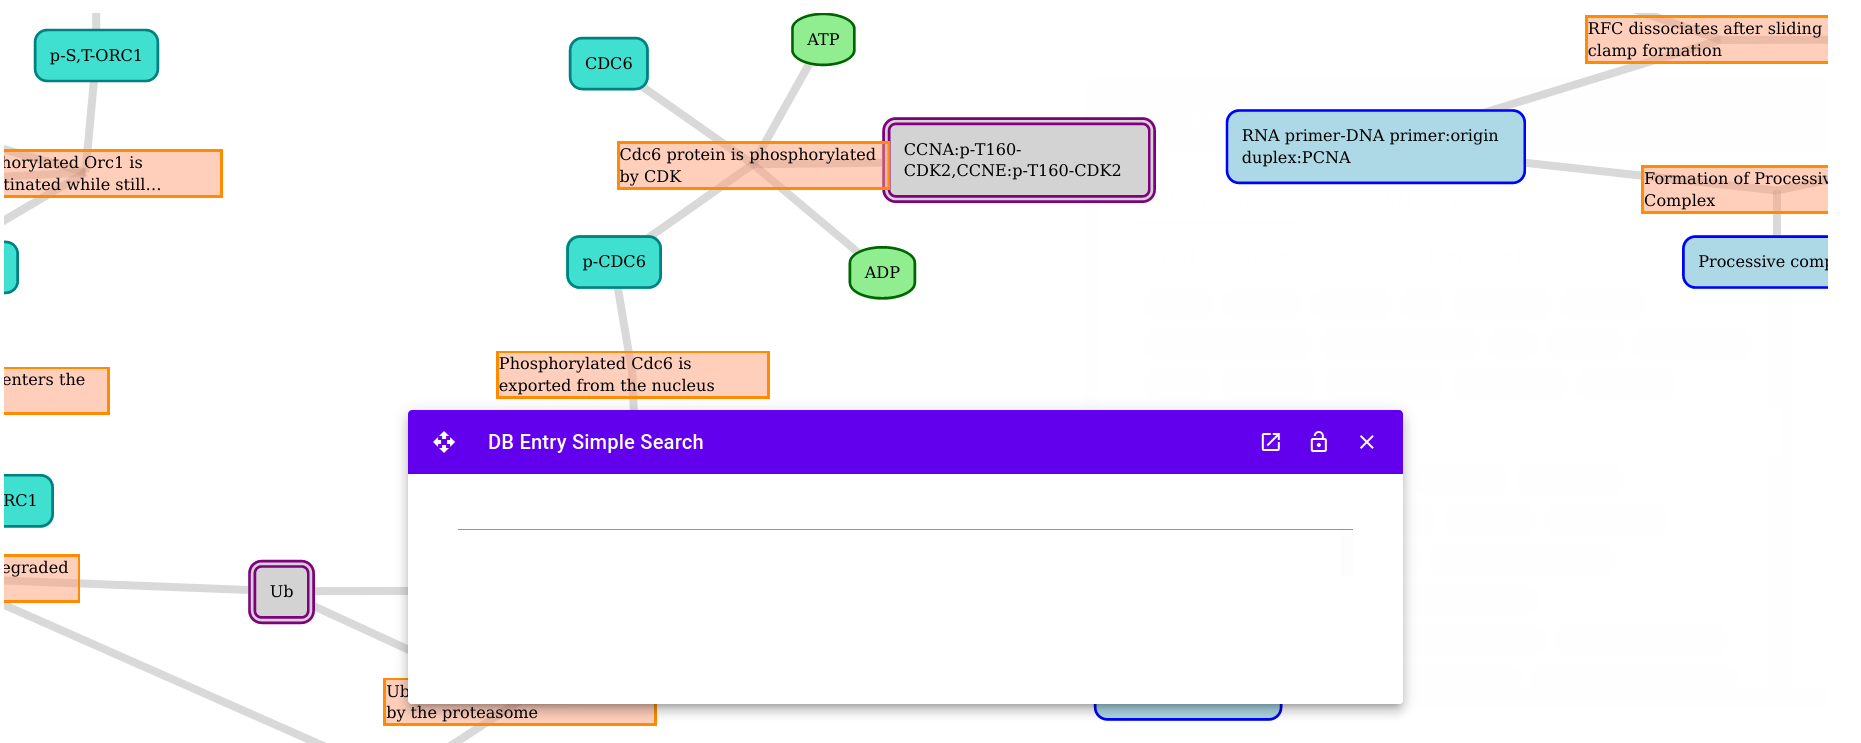 p-S,T-ORC1
CDC6
ATP
RFC dissociates after sliding
clamp formation
horylated Orc1 is
tinated while still...
Cdc6 protein is phosphorylated
by CDK
CCNA:p-T160-
CDK2,CCNE:p-T160-CDK2
RNA primer-DNA primer:origin
duplex:PCNA
Formation of Processiv
Complex
p-CDC6
ADP
Processive comp
Phosphorylated Cdc6 is
exported from the nucleus
enters the
DB Entry Simple Search
RC1
egraded
Ub
Ub
by the proteasome